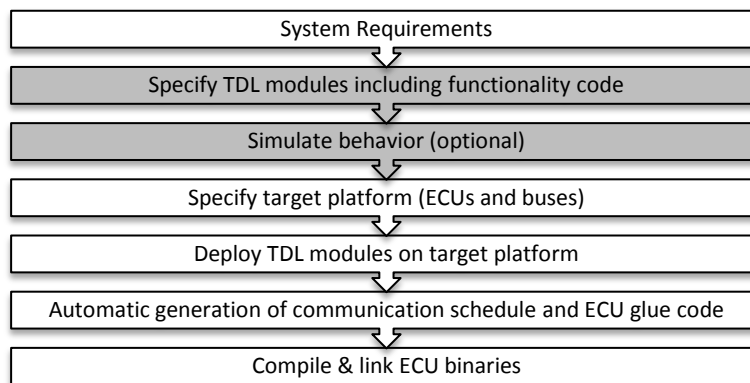 System Requirements
Specify TDL modules including functionality code
Simulate behavior (optional)
Specify target platform (ECUs and buses)
Deploy TDL modules on target platform
Automatic generation of communication schedule and ECU glue code
Compile & link ECU binaries